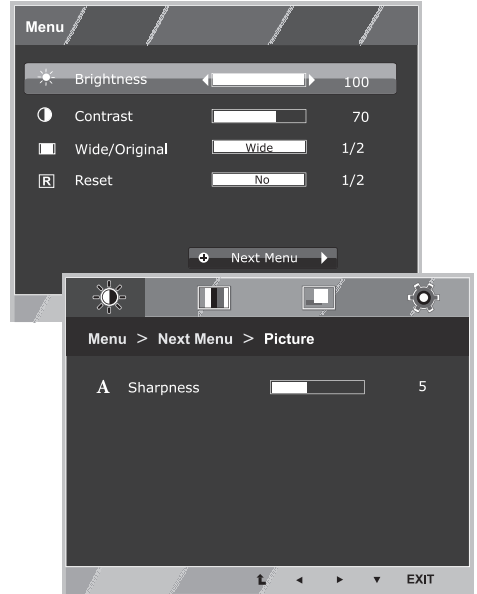 Menu
Brightness 100
Contrast 70
Wide/Original Wide 1/2
R Reset No 1/2
Next Menu
Menu > Next Menu > Picture
A Sharpness 5
EXIT